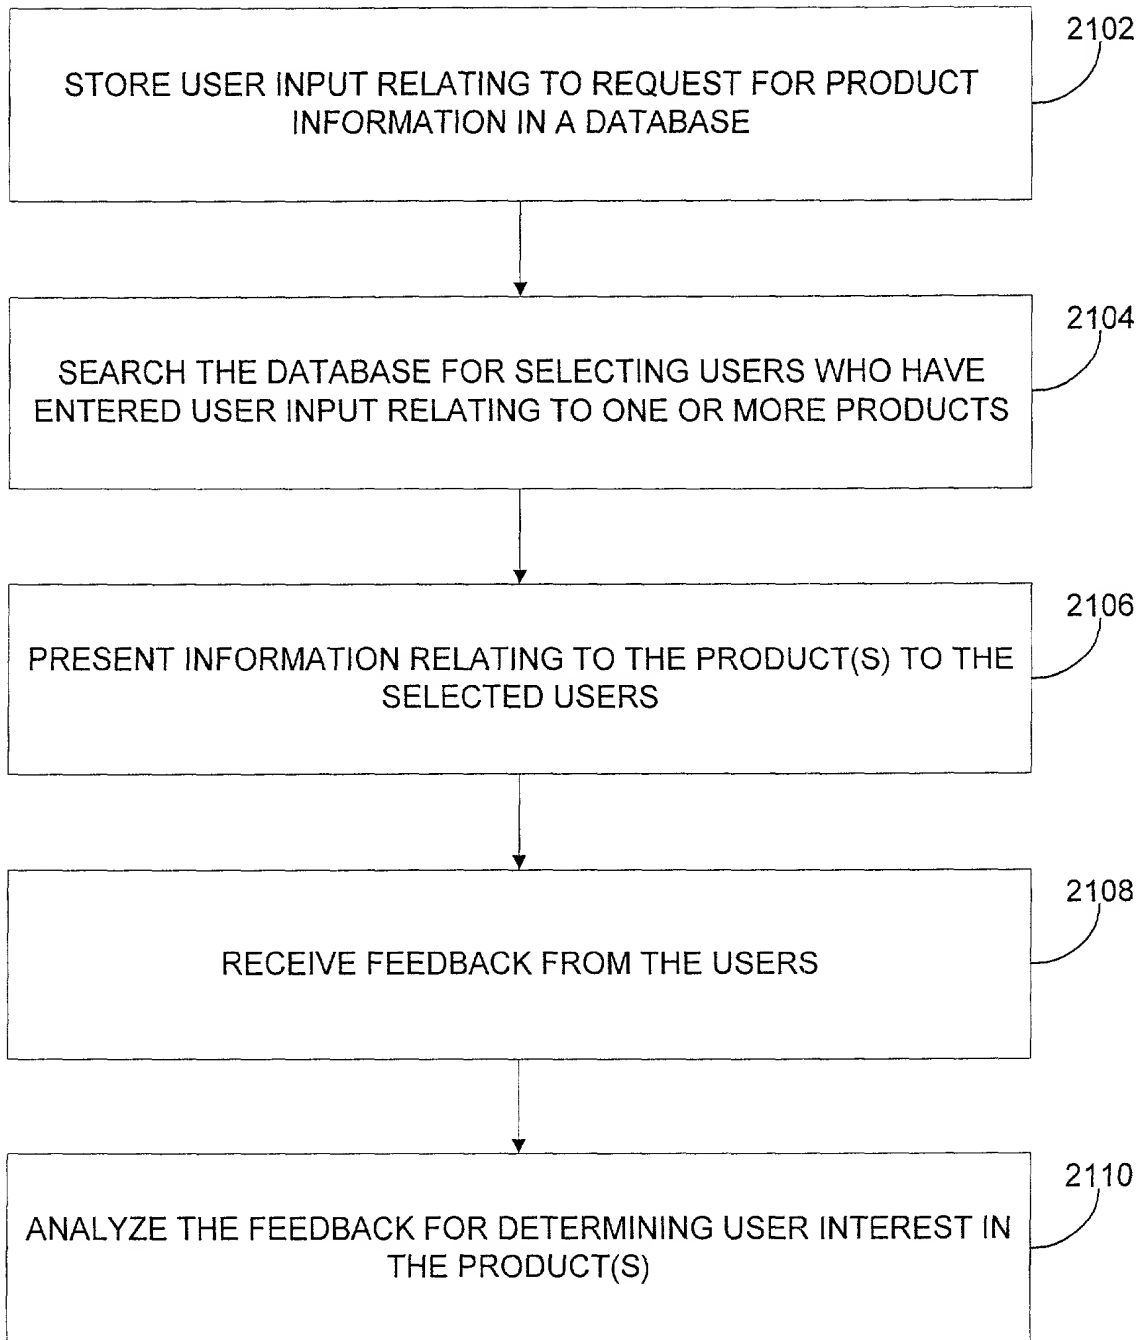 2102
STORE USER INPUT RELATING TO REQUEST FOR PRODUCT
INFORMATION IN A DATABASE
2104
SEARCH THE DATABASE FOR SELECTING USERS WHO HAVE
ENTERED USER INPUT RELATING TO ONE OR MORE PRODUCTS
2106
PRESENT INFORMATION RELATING TO THE PRODUCT(S) TO THE
SELECTED USERS
2108
RECEIVE FEEDBACK FROM THE USERS
2110
ANALYZE THE FEEDBACK FOR DETERMINING USER INTEREST IN
THE PRODUCT(S)